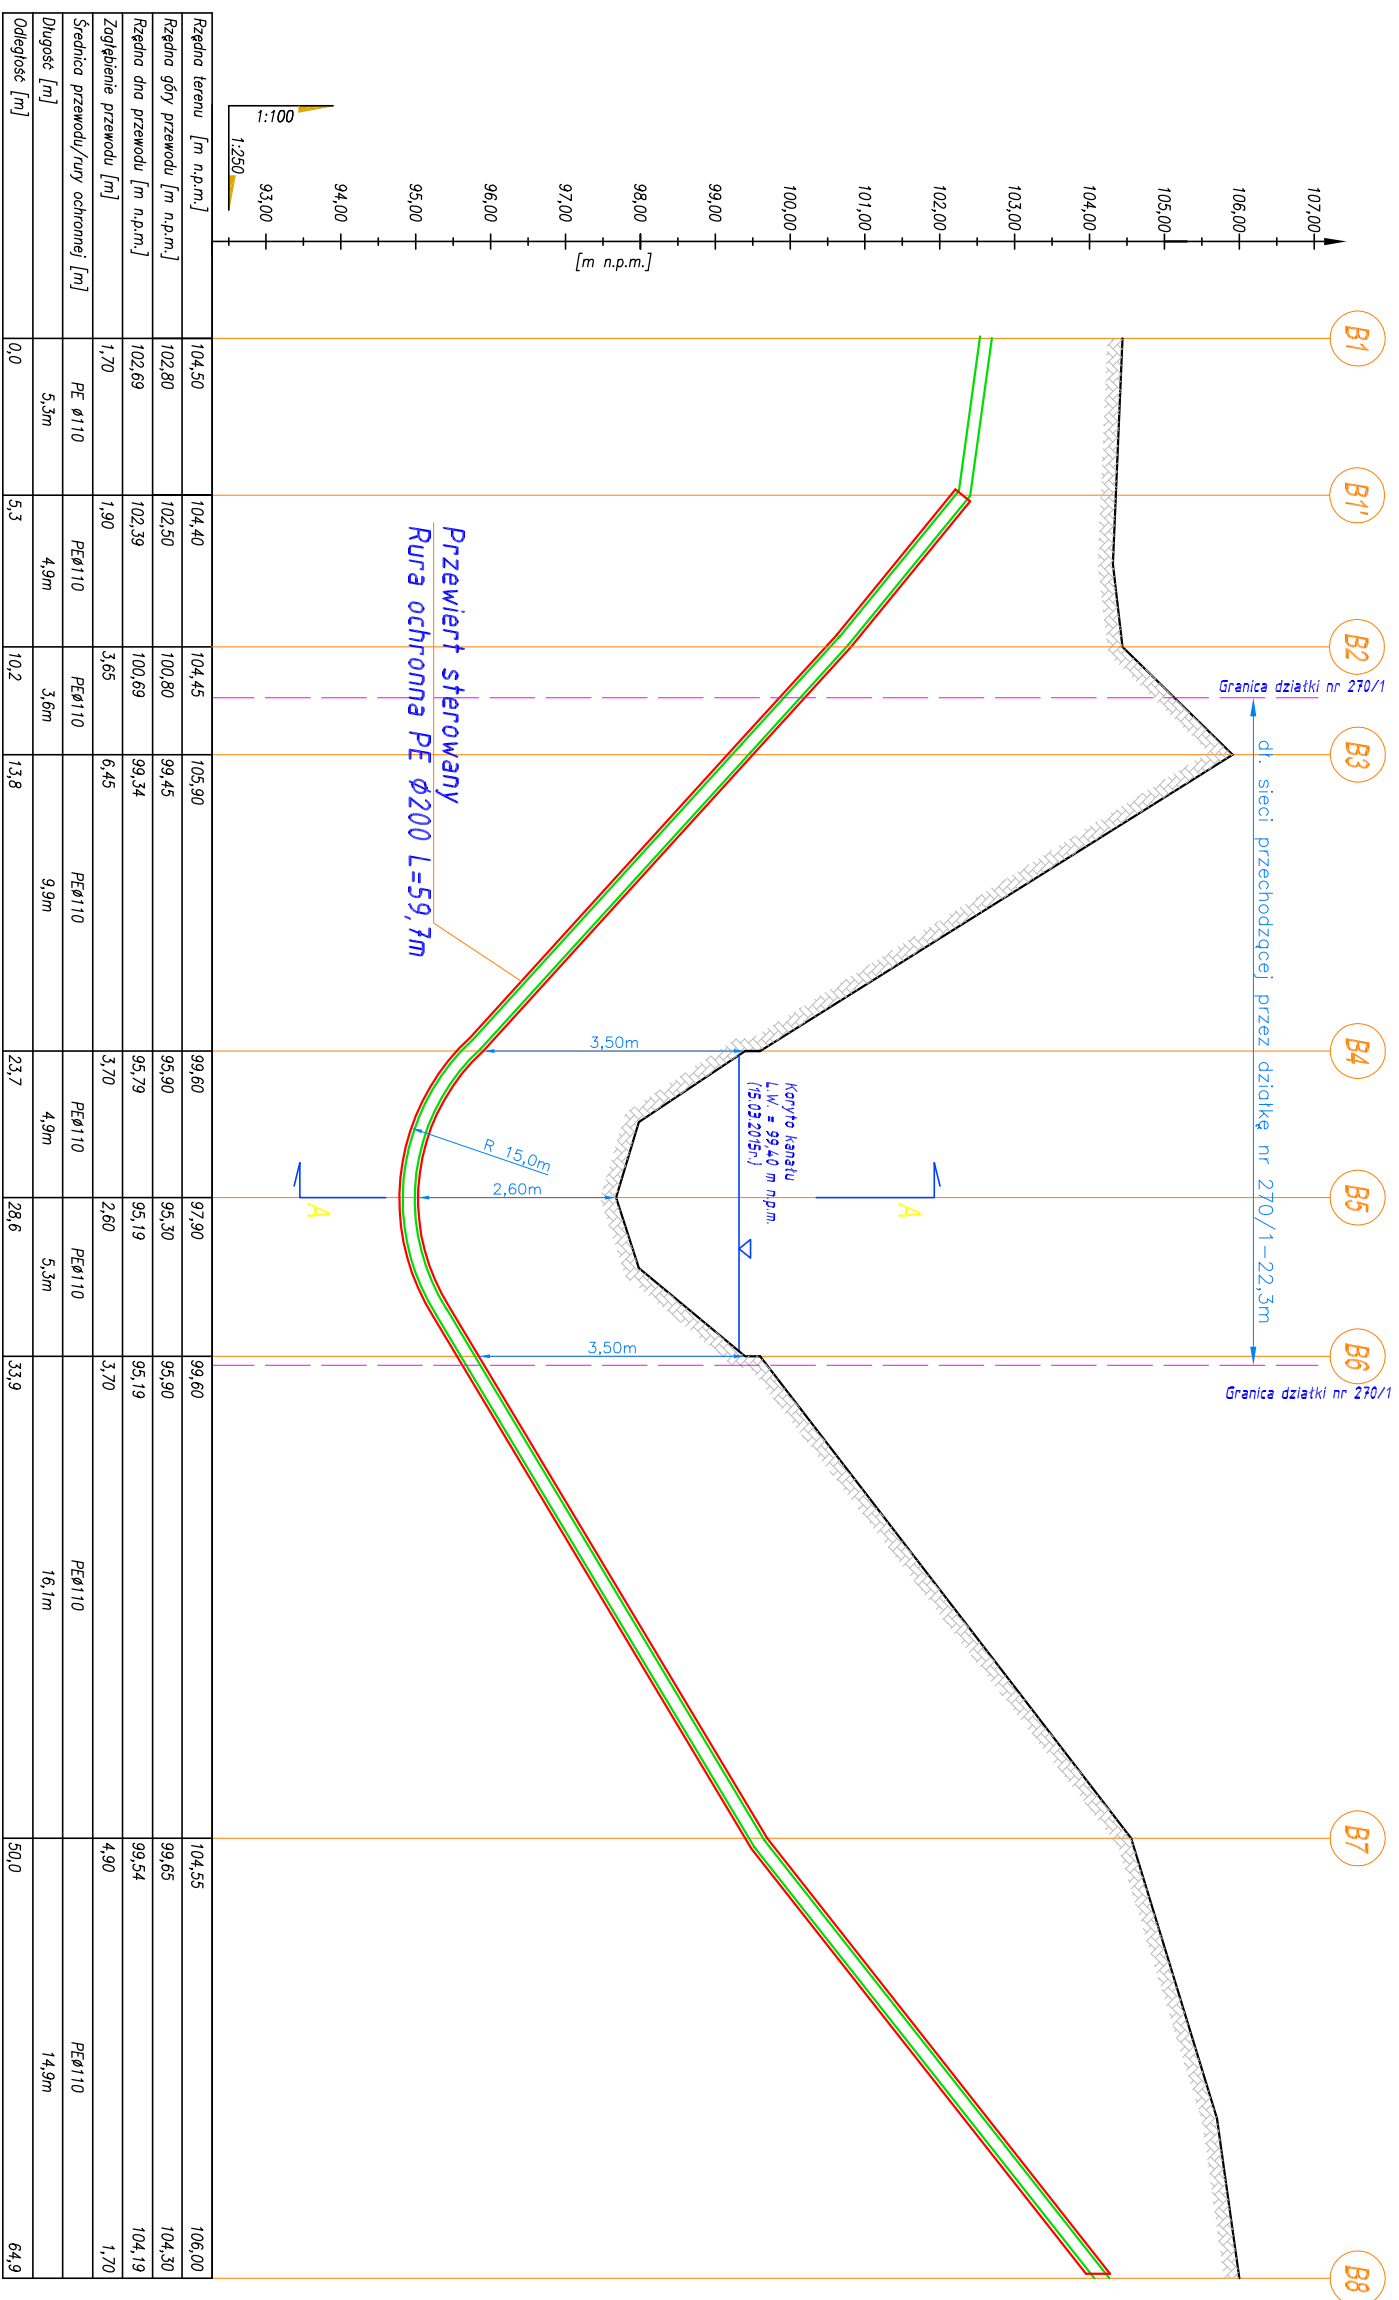 B1
B1'
B2
B3
B4
B5
B6
B7
B8
Granica działki nr 270/1
Granica działki nr 270/1
dł. sieci przechodzącej przez działkę nr 270/1-22,3m
107,00
106,00
105,00
104,00
103,00
102,00
101,00
100,00
99,00
98,00
97,00
96,00
95,00
94,00
93,00
[m n.p.m.]
1:100
1:250
Koryto kanału
L.W. = 99,40 m n.p.m.
(15.03.2015r.)
3,50m
2,60m
3,50m
R 15,0m
A
A
Przewiert sterowany
Rura ochronna PE ø200 L=59,7m
Rzędna terenu [m n.p.m.] 104,50 104,40 104,45 105,90 99,60 97,90 99,60 104,55 106,00
Rzędna góry przewodu [m n.p.m.] 102,80 102,50 100,80 99,45 95,90 95,30 95,90 99,65 104,30
Rzędna dna przewodu [m n.p.m.] 102,69 102,39 100,69 99,34 95,79 95,19 95,19 99,54 104,19
Zagłębienie przewodu [m] 1,70 1,90 3,65 6,45 3,70 2,60 3,70 4,90 1,70
Średnica przewodu/rury ochronnej [m] PE ø110 PEø110 PEø110 PEø110 PEø110 PEø110 PEø110 PEø110
Długość [m] 5,3m 4,9m 3,6m 9,9m 4,9m 5,3m 16,1m 14,9m
Odległość [m] 0,0 5,3 10,2 13,8 23,7 28,6 33,9 50,0 64,9